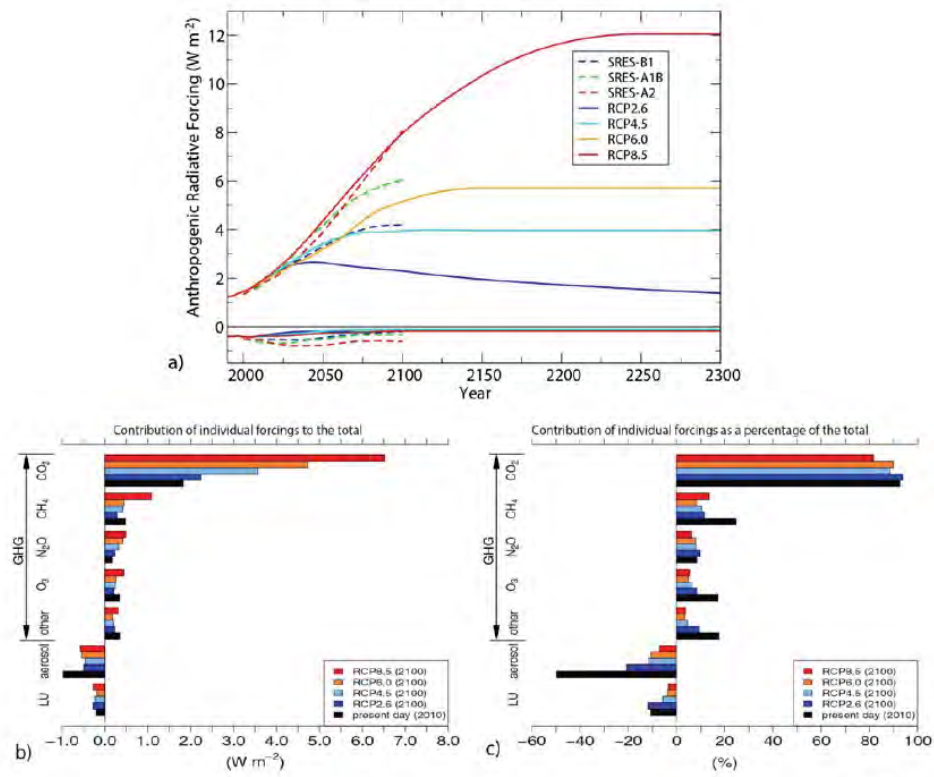 Anthropogenic Radiative Forcing (W m⁻²)
12
10
8
6
4
2
0
SRES-B1
SRES-A1B
SRES-A2
RCP2.6
RCP4.5
RCP6.0
RCP8.5
a)
2000 2050 2100 2150 2200 2250 2300
Year
Contribution of individual forcings to the total
GHG
CO₂
CH₄
N₂O
O₃
other
aerosol
LU
RCP8.5 (2100)
RCP6.0 (2100)
RCP4.5 (2100)
RCP2.6 (2100)
present day (2010)
−1.0 0.0 1.0 2.0 3.0 4.0 5.0 6.0 7.0 8.0
b) (W m⁻²)
Contribution of individual forcings as a percentage of the total
GHG
CO₂
CH₄
N₂O
O₃
other
aerosol
LU
RCP8.5 (2100)
RCP6.0 (2100)
RCP4.5 (2100)
RCP2.6 (2100)
present day (2010)
−60 −40 −20 0 20 40 60 80 100
c) (%)